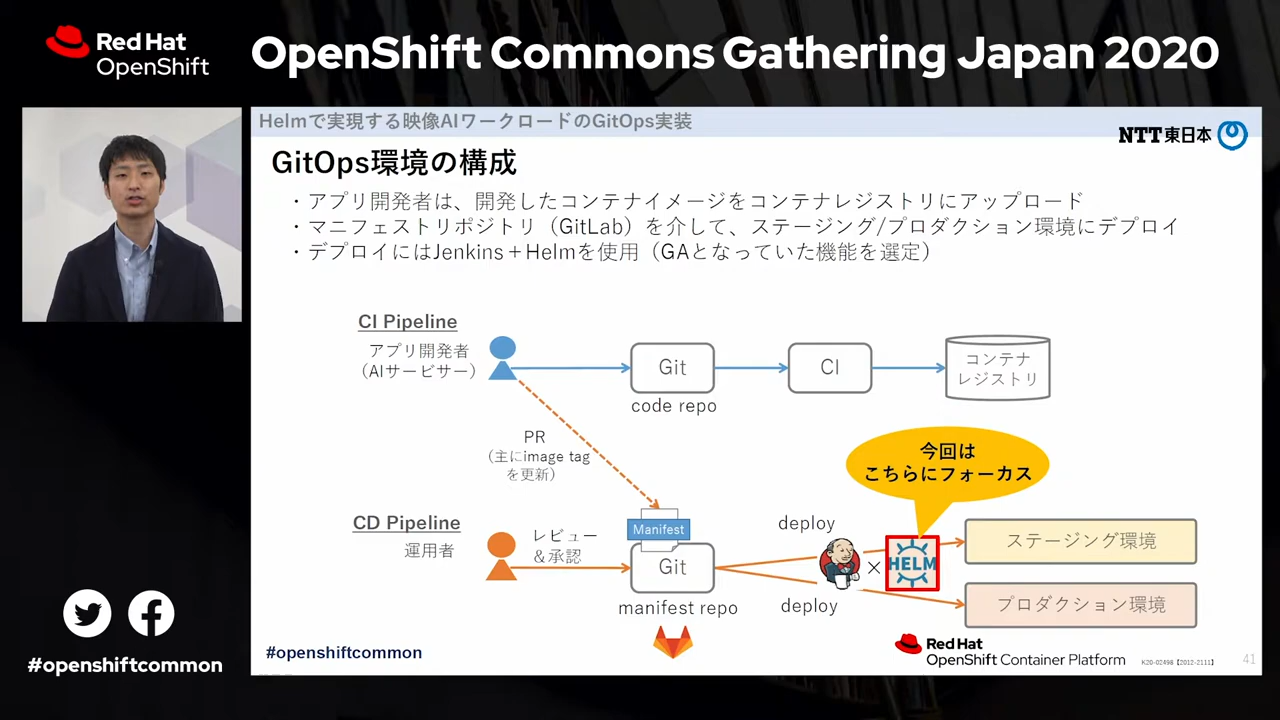 Red Hat
OpenShift
OpenShift Commons Gathering Japan 2020
Helmで実現する映像AIワークロードのGitOps実装
NTT東日本
GitOps環境の構成
・アプリ開発者は、開発したコンテナイメージをコンテナレジストリにアップロード
・マニフェストリポジトリ（GitLab）を介して、ステージング/プロダクション環境にデプロイ
・デプロイにはJenkins＋Helmを使用（GAとなっていた機能を選定）
CI Pipeline
アプリ開発者
（AIサービサー）
Git
code repo
CI
コンテナ
レジストリ
PR
（主にimage tag
を更新）
今回は
こちらにフォーカス
CD Pipeline
運用者
レビュー
＆承認
Manifest
Git
manifest repo
deploy
deploy
×
HELM
ステージング環境
プロダクション環境
#openshiftcommon
Red Hat
OpenShift Container Platform
K20-02498【2012-2111】
41
#openshiftcommon